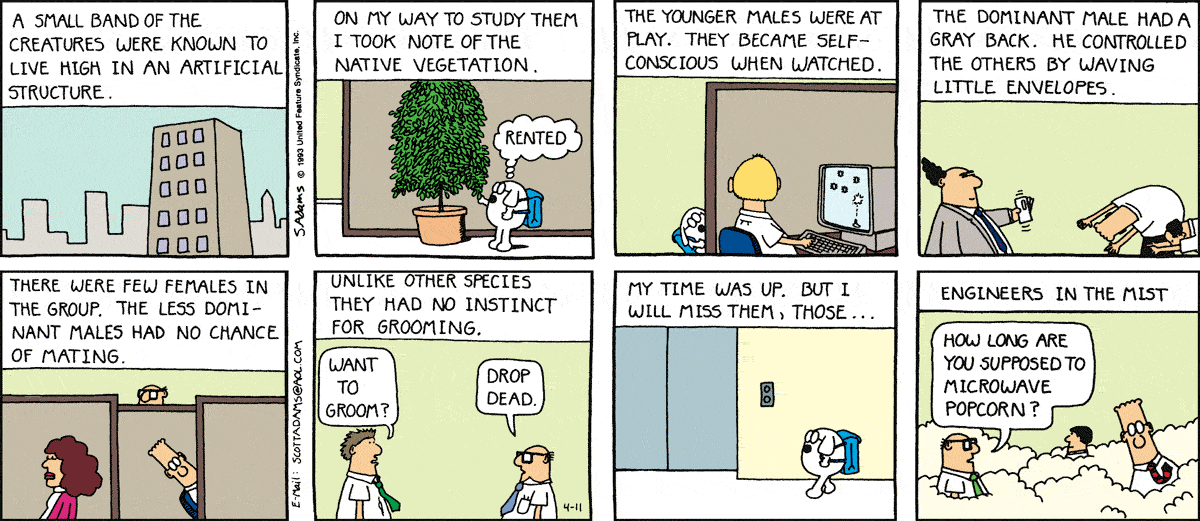 A SMALL BAND OF THE
CREATURES WERE KNOWN TO
LIVE HIGH IN AN ARTIFICIAL
STRUCTURE.
S.Adams © 1993 United Feature Syndicate, Inc.
ON MY WAY TO STUDY THEM
I TOOK NOTE OF THE
NATIVE VEGETATION.
RENTED
THE YOUNGER MALES WERE AT
PLAY. THEY BECAME SELF-
CONSCIOUS WHEN WATCHED.
THE DOMINANT MALE HAD A
GRAY BACK. HE CONTROLLED
THE OTHERS BY WAVING
LITTLE ENVELOPES.
THERE WERE FEW FEMALES IN
THE GROUP. THE LESS DOMI-
NANT MALES HAD NO CHANCE
OF MATING.
E-Mail: SCOTTADAMS@AOL.COM
UNLIKE OTHER SPECIES
THEY HAD NO INSTINCT
FOR GROOMING.
WANT
TO
GROOM?
DROP
DEAD.
4-11
MY TIME WAS UP. BUT I
WILL MISS THEM, THOSE...
ENGINEERS IN THE MIST
HOW LONG ARE
YOU SUPPOSED TO
MICROWAVE
POPCORN?